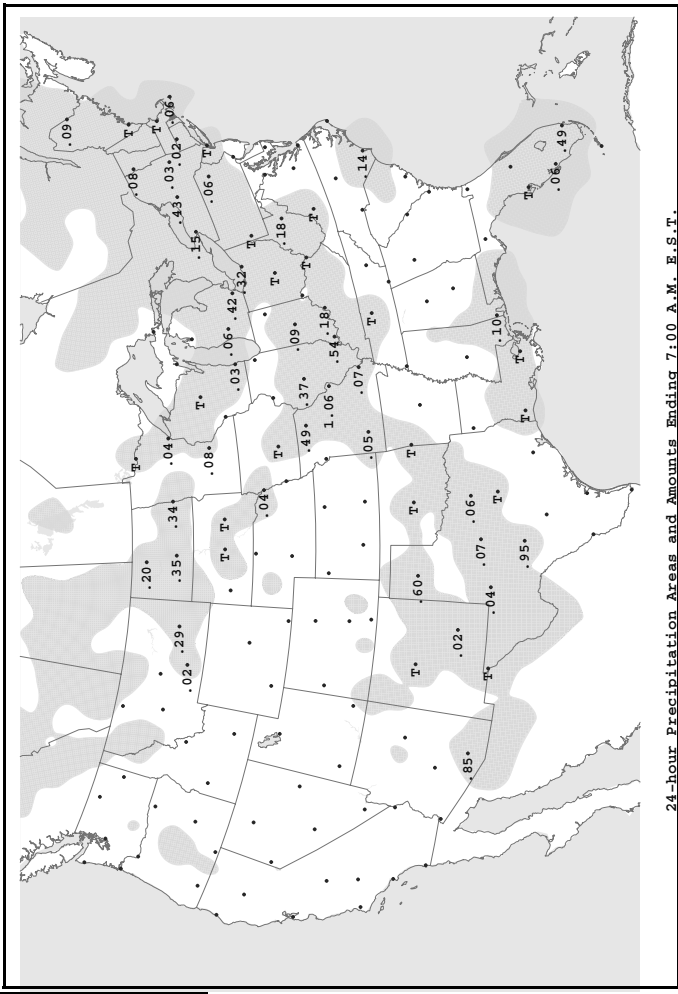 .09
T
.08
T
.20
T
.06
.04
.03
.34
.02
.43
.35
.29
.02
.15
T
T
.06
.08
T
T
.06
.42
.03
.32
T
.04
T
T
.18
.09
.37
.49
T
T
.18
1.06
.54
.07
.14
.05
T
T
T
T
.60
.02
.85
.06
.07
T
.04
T
.10
.95
T
T
T
.06
.49
24-hour Precipitation Areas and Amounts Ending 7:00 A.M. E.S.T.